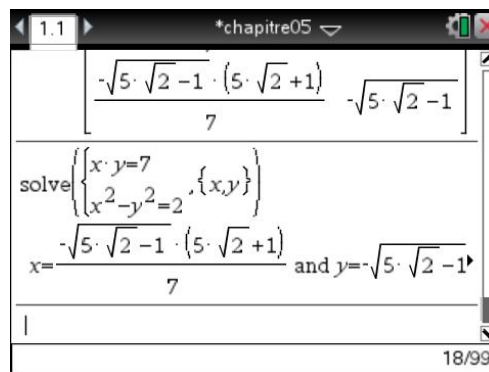 1.1 *chapitre05
[-√(5·√2-1)·(5·√2+1)/7 -√(5·√2-1)]
solve({x·y=7, x²-y²=2},{x,y})
x=-√(5·√2-1)·(5·√2+1)/7 and y=-√(5·√2-1)
18/99